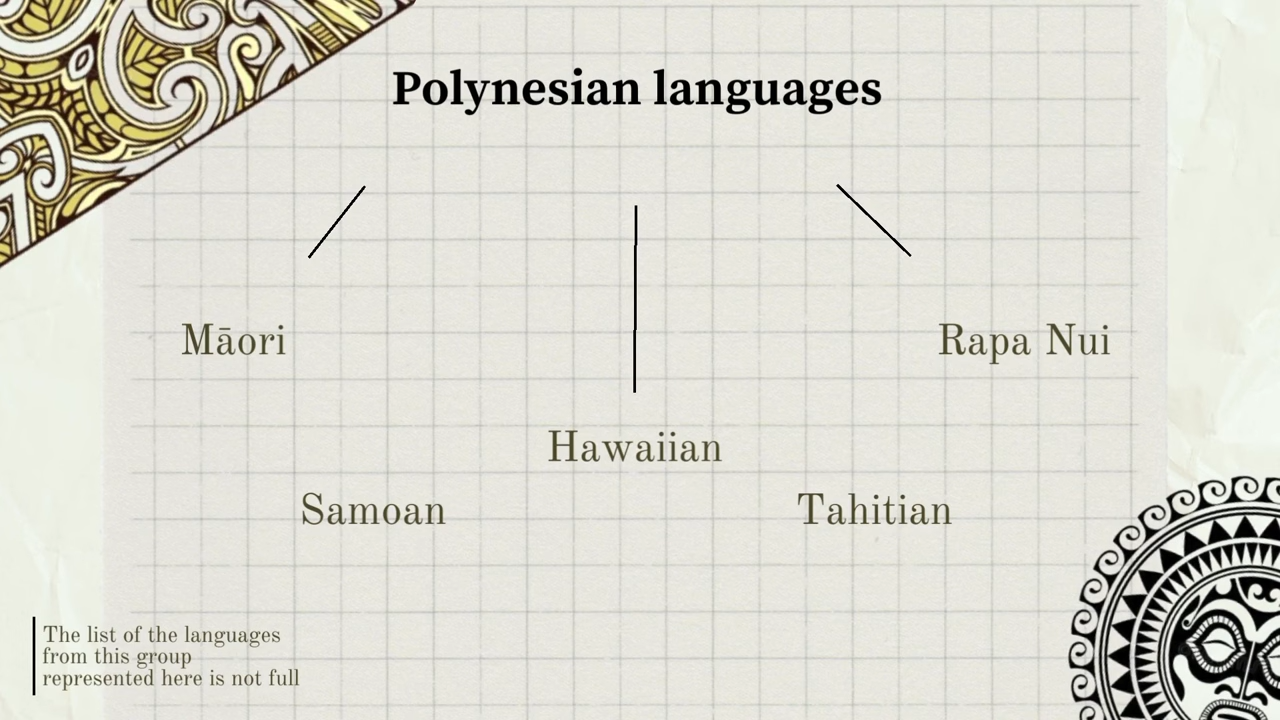 Polynesian languages
Māori
Rapa Nui
Hawaiian
Samoan
Tahitian
The list of the languages
from this group
represented here is not full